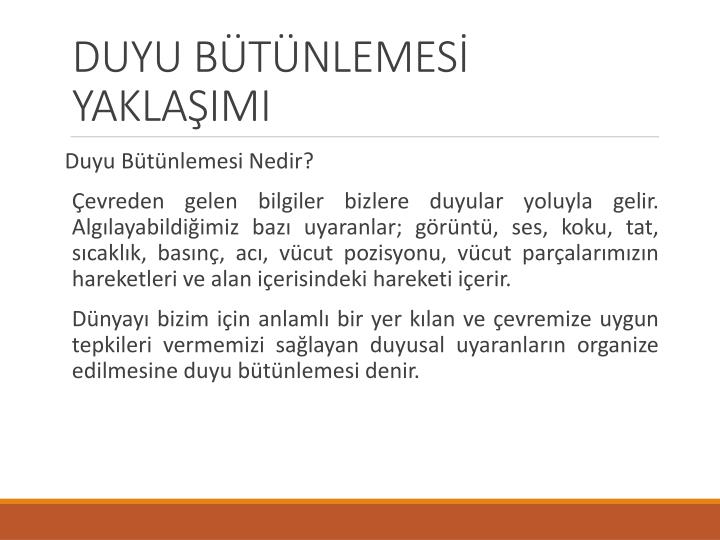 DUYU BÜTÜNLEMESİ
YAKLAŞIMI
Duyu Bütünlemesi Nedir?
Çevreden gelen bilgiler bizlere duyular yoluyla gelir.
Algılayabildiğimiz bazı uyaranlar; görüntü, ses, koku, tat,
sıcaklık, basınç, acı, vücut pozisyonu, vücut parçalarımızın
hareketleri ve alan içerisindeki hareketi içerir.
Dünyayı bizim için anlamlı bir yer kılan ve çevremize uygun
tepkileri vermemizi sağlayan duyusal uyaranların organize
edilmesine duyu bütünlemesi denir.